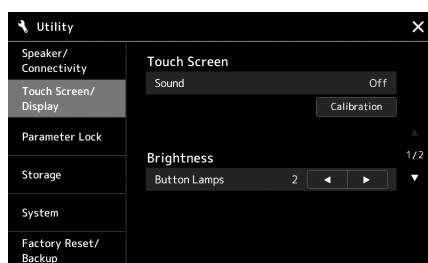 Utility
Speaker/
Connectivity
Touch Screen/
Display
Parameter Lock
Storage
System
Factory Reset/
Backup
Touch Screen
Sound Off
Calibration
Brightness
Button Lamps 2
1/2